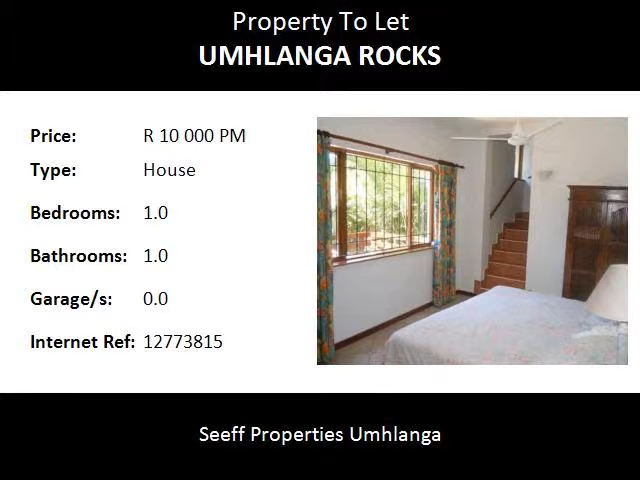 Property To Let
UMHLANGA ROCKS
Price: R 10 000 PM
Type: House
Bedrooms: 1.0
Bathrooms: 1.0
Garage/s: 0.0
Internet Ref: 12773815
Seeff Properties Umhlanga